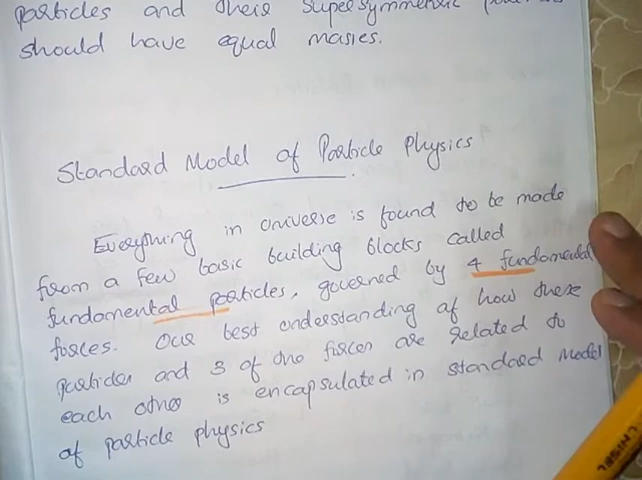 particles and their supersymmetric
should have equal masses.
Standard Model of Particle Physics
Everything in universe is found to be made
from a few basic building blocks called
fundamental particles, governed by 4 fundamental
forces. Our best understanding of how these
particles and 3 of the forces are related to
each other is encapsulated in standard model
of particle physics